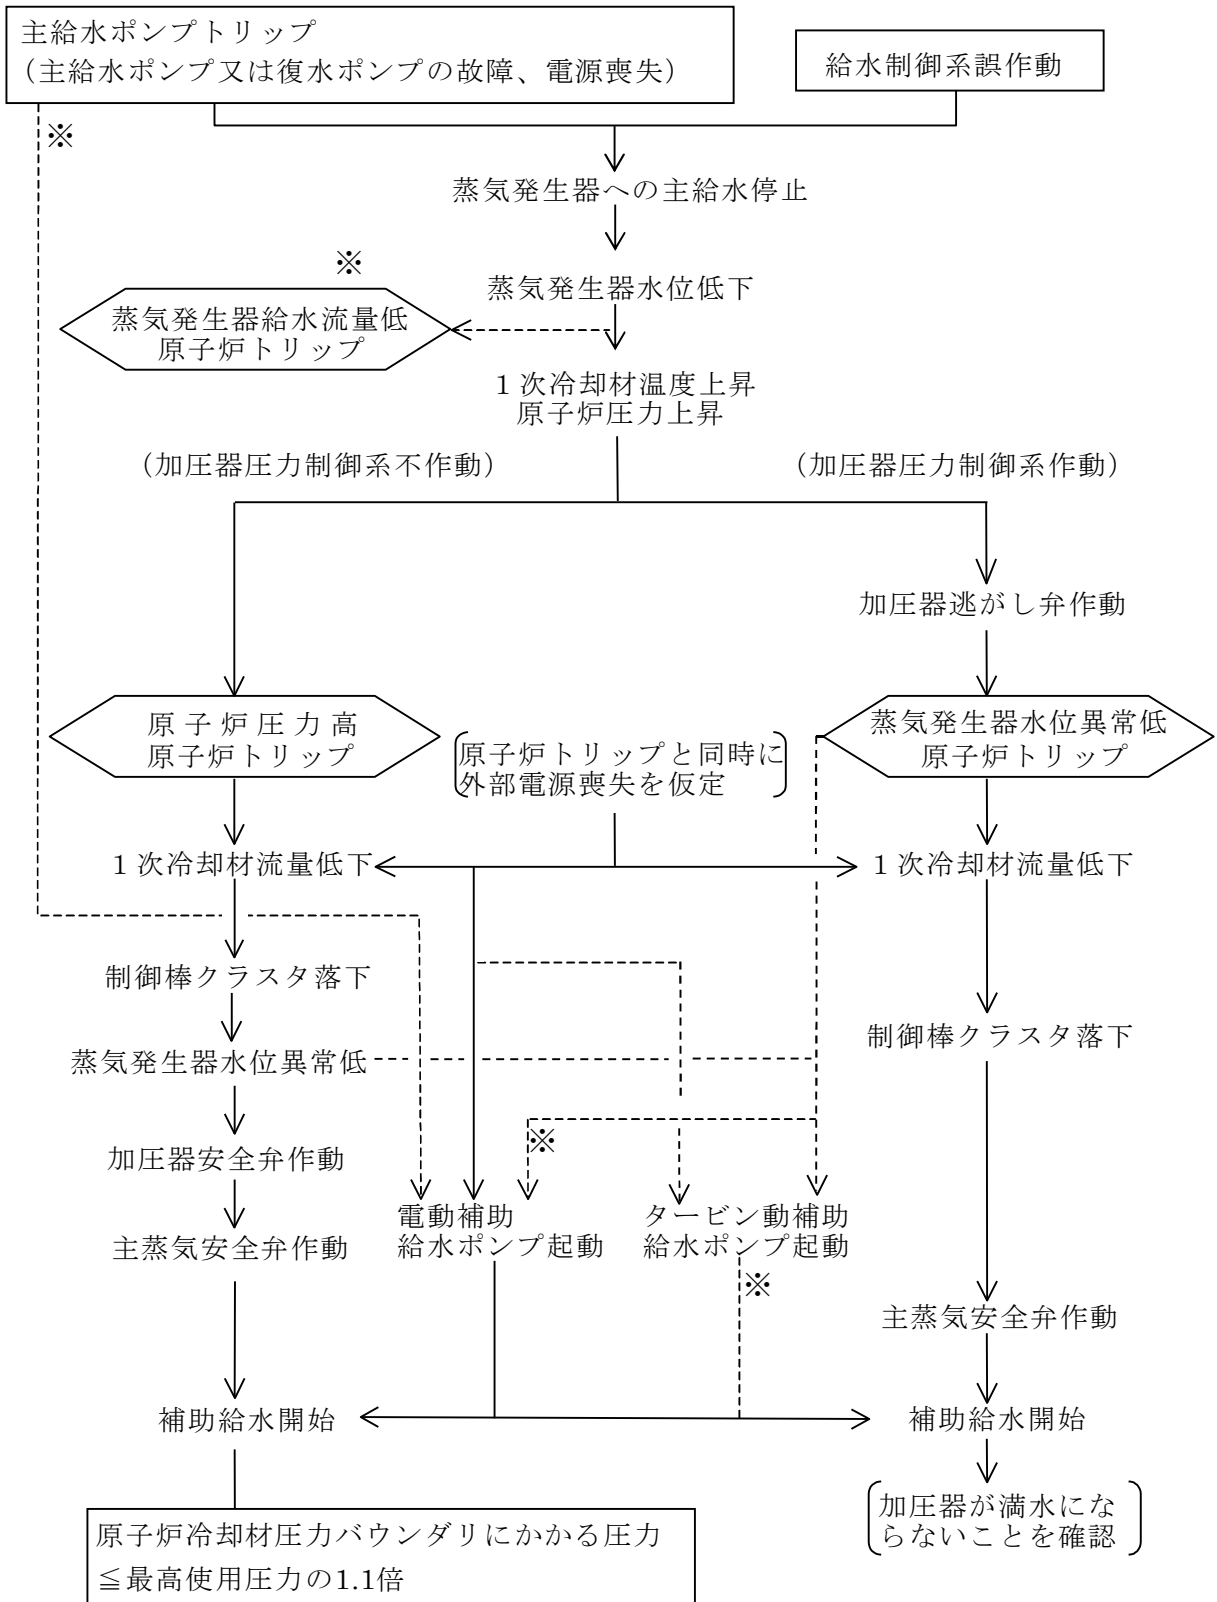 主給水ポンプトリップ
（主給水ポンプ又は復水ポンプの故障、電源喪失）
給水制御系誤作動
※
蒸気発生器への主給水停止
※
蒸気発生器水位低下
蒸気発生器給水流量低
原子炉トリップ
１次冷却材温度上昇
原子炉圧力上昇
（加圧器圧力制御系不作動）
（加圧器圧力制御系作動）
加圧器逃がし弁作動
原子炉圧力高
原子炉トリップ
原子炉トリップと同時に
外部電源喪失を仮定
蒸気発生器水位異常低
原子炉トリップ
１次冷却材流量低下
１次冷却材流量低下
制御棒クラスタ落下
制御棒クラスタ落下
蒸気発生器水位異常低
※
加圧器安全弁作動
電動補助
給水ポンプ起動
タービン動補助
給水ポンプ起動
主蒸気安全弁作動
※
主蒸気安全弁作動
補助給水開始
補助給水開始
加圧器が満水にな
らないことを確認
原子炉冷却材圧力バウンダリにかかる圧力
≦最高使用圧力の1.1倍